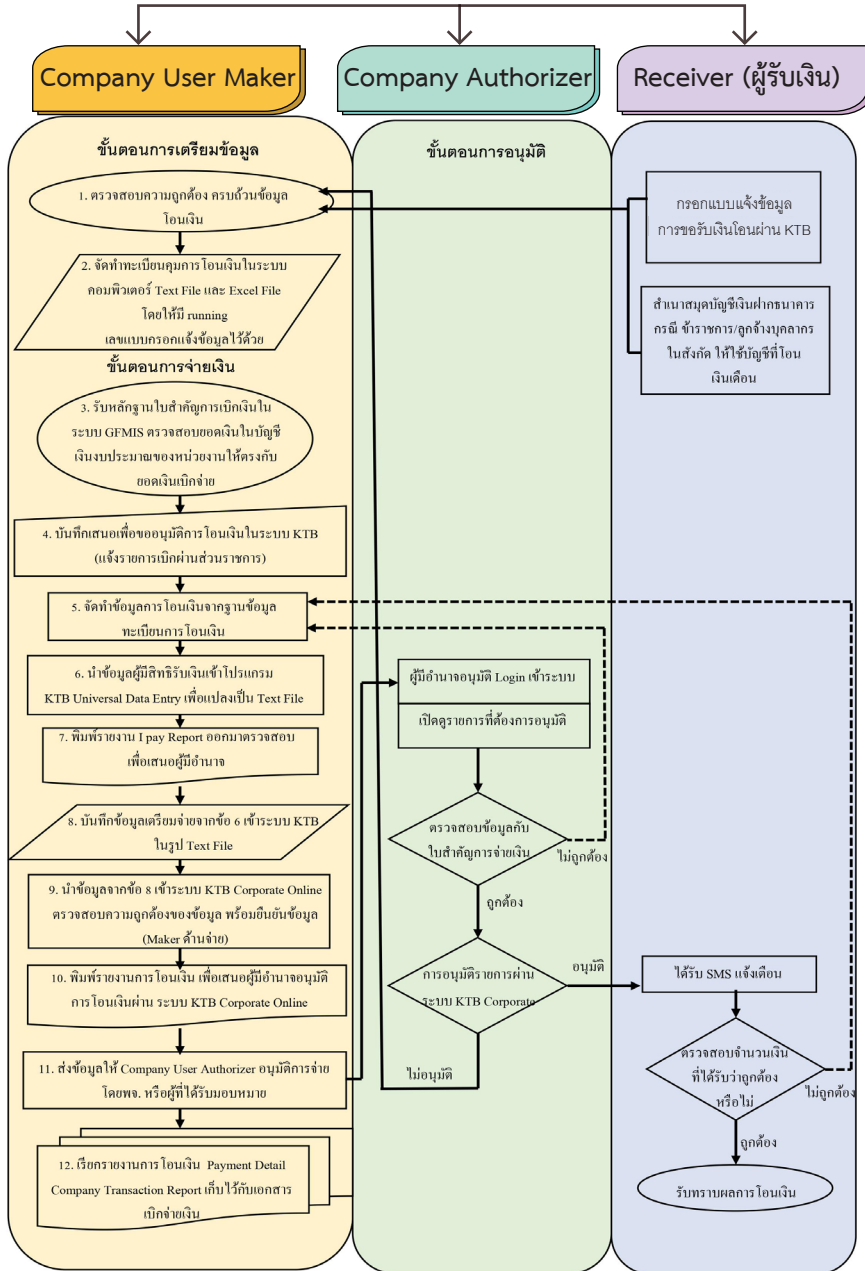 Company User Maker
Company Authorizer
Receiver (ผู้รับเงิน)
ขั้นตอนการเตรียมข้อมูล
1. ตรวจสอบความถูกต้อง ครบถ้วนข้อมูล
โอนเงิน
2. จัดทำทะเบียนคุมการโอนเงินในระบบ
คอมพิวเตอร์ Text File และ Excel File
โดยให้มี running
เลขแบบกรอกแจ้งข้อมูลไว้ด้วย
ขั้นตอนการจ่ายเงิน
3. รับหลักฐานใบสำคัญการเบิกเงินใน
ระบบ GFMIS ตรวจสอบยอดเงินในบัญชี
เงินงบประมาณของหน่วยงานให้ตรงกับ
ยอดเงินเบิกจ่าย
4. บันทึกเสนอเพื่อขออนุมัติการโอนเงินในระบบ KTB
(แจ้งรายการเบิกผ่านส่วนราชการ)
5. จัดทำข้อมูลการโอนเงินจากฐานข้อมูล
ทะเบียนการโอนเงิน
6. นำข้อมูลผู้มีสิทธิรับเงินเข้าโปรแกรม
KTB Universal Data Entry เพื่อแปลงเป็น Text File
7. พิมพ์รายงาน I pay Report ออกมาตรวจสอบ
เพื่อเสนอผู้มีอำนาจ
8. บันทึกข้อมูลเตรียมจ่ายจากข้อ 6 เข้าระบบ KTB
ในรูป Text File
9. นำข้อมูลจากข้อ 8 เข้าระบบ KTB Corporate Online
ตรวจสอบความถูกต้องของข้อมูล พร้อมยืนยันข้อมูล
(Maker ด้านจ่าย)
10. พิมพ์รายงานการโอนเงิน เพื่อเสนอผู้มีอำนาจอนุมัติ
การโอนเงินผ่าน ระบบ KTB Corporate Online
11. ส่งข้อมูลให้ Company User Authorizer อนุมัติการจ่าย
โดยพจ. หรือผู้ที่ได้รับมอบหมาย
12. เรียกรายงานการโอนเงิน Payment Detail
Company Transaction Report เก็บไว้กับเอกสาร
เบิกจ่ายเงิน
ขั้นตอนการอนุมัติ
ผู้มีอำนาจอนุมัติ Login เข้าระบบ
เปิดดูรายการที่ต้องการอนุมัติ
ตรวจสอบข้อมูลกับ
ใบสำคัญการจ่ายเงิน
ไม่ถูกต้อง
ถูกต้อง
การอนุมัติรายการผ่าน
ระบบ KTB Corporate
อนุมัติ
ไม่อนุมัติ
กรอกแบบแจ้งข้อมูล
การขอรับเงินโอนผ่าน KTB
สำเนาสมุดบัญชีเงินฝากธนาคาร
กรณี ข้าราชการ/ลูกจ้างบุคลากร
ในสังกัด ให้ใช้บัญชีที่โอน
เงินเดือน
ได้รับ SMS แจ้งเตือน
ตรวจสอบจำนวนเงิน
ที่ได้รับว่าถูกต้อง
หรือไม่
ไม่ถูกต้อง
ถูกต้อง
รับทราบผลการโอนเงิน